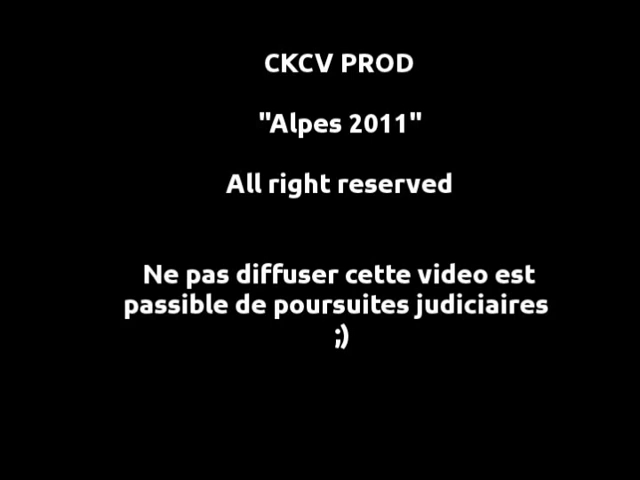 CKCV PROD
"Alpes 2011"
All right reserved
Ne pas diffuser cette video est
passible de poursuites judiciaires
;)